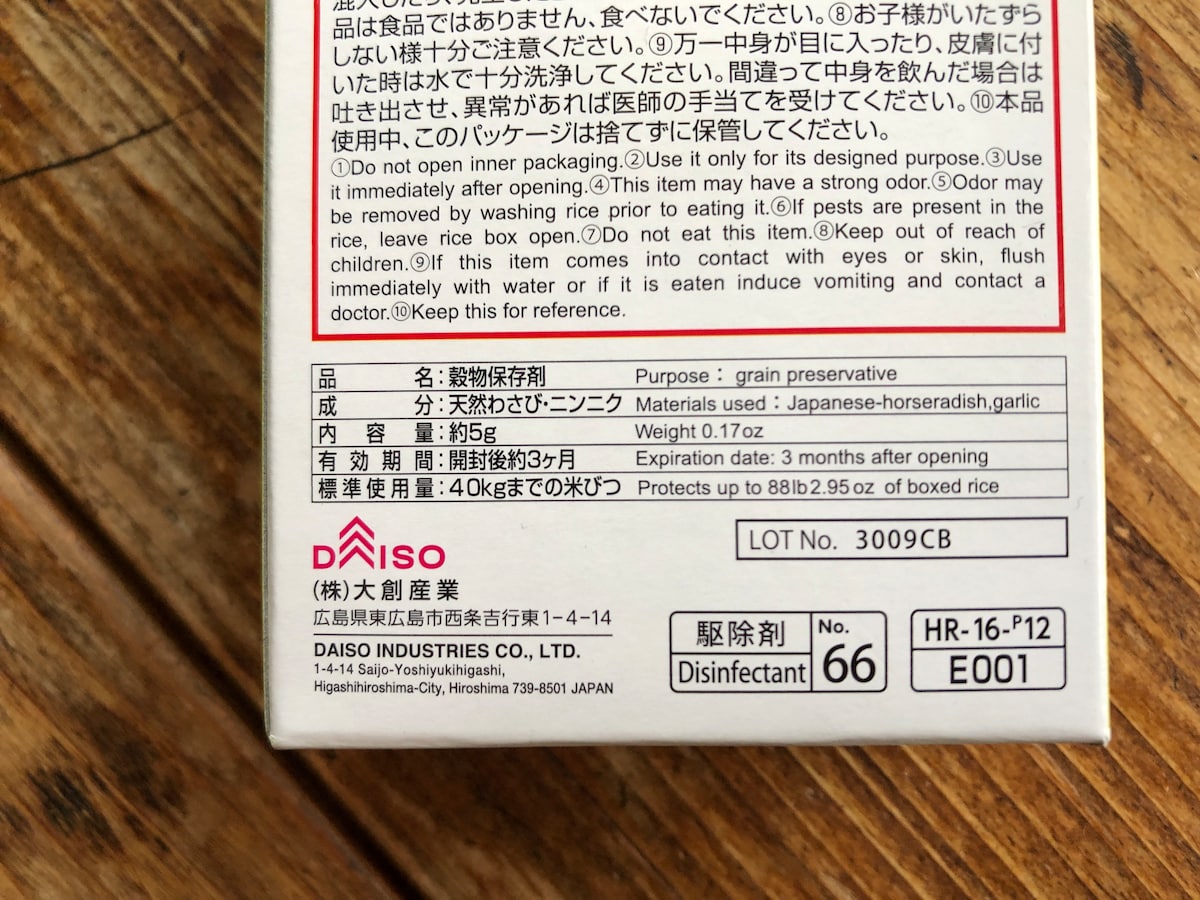 品は食品ではありません、食べないでください。⑧お子様がいたずら
しない様十分ご注意ください。⑨万一中身が目に入ったり、皮膚に付
いた時は水で十分洗浄してください。間違って中身を飲んだ場合は
吐き出させ、異常があれば医師の手当てを受けてください。⑩本品
使用中、このパッケージは捨てずに保管してください。
①Do not open inner packaging.②Use it only for its designed purpose.③Use
it immediately after opening.④This item may have a strong odor.⑤Odor may
be removed by washing rice prior to eating it.⑥If pests are present in the
rice, leave rice box open.⑦Do not eat this item.⑧Keep out of reach of
children.⑨If this item comes into contact with eyes or skin, flush
immediately with water or if it is eaten induce vomiting and contact a
doctor.⑩Keep this for reference.
品名:穀物保存剤 Purpose: grain preservative
成分:天然わさび・ニンニク Materials used:Japanese-horseradish,garlic
内容量:約5g Weight 0.17oz
有効期間:開封後約3ヶ月 Expiration date: 3 months after opening
標準使用量:40kgまでの米びつ Protects up to 88lb2.95oz of boxed rice
DAISO
LOT No. 3009CB
(株)大創産業
広島県東広島市西条吉行東1-4-14
DAISO INDUSTRIES CO., LTD.
1-4-14 Saijo-Yoshiyukihigashi,
Higashihiroshima-City, Hiroshima 739-8501 JAPAN
駆除剤
Disinfectant
No.
66
HR-16-P12
E001